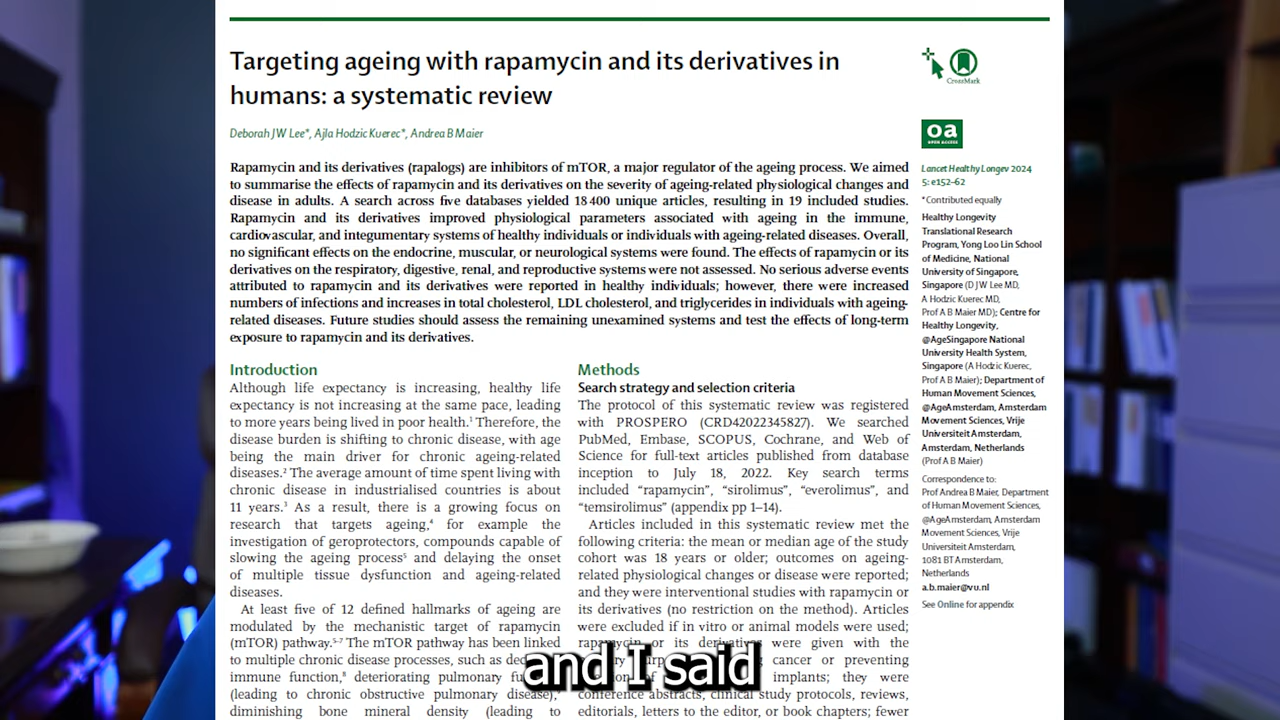 Targeting ageing with rapamycin and its derivatives in
humans: a systematic review
Deborah J W Lee*, Ajla Hodzic Kuerec*, Andrea B Maier
Rapamycin and its derivatives (rapalogs) are inhibitors of mTOR, a major regulator of the ageing process. We aimed
to summarise the effects of rapamycin and its derivatives on the severity of ageing-related physiological changes and
disease in adults. A search across five databases yielded 18 400 unique articles, resulting in 19 included studies.
Rapamycin and its derivatives improved physiological parameters associated with ageing in the immune,
cardiovascular, and integumentary systems of healthy individuals or individuals with ageing-related diseases. Overall,
no significant effects on the endocrine, muscular, or neurological systems were found. The effects of rapamycin or its
derivatives on the respiratory, digestive, renal, and reproductive systems were not assessed. No serious adverse events
attributed to rapamycin and its derivatives were reported in healthy individuals; however, there were increased
numbers of infections and increases in total cholesterol, LDL cholesterol, and triglycerides in individuals with ageing-
related diseases. Future studies should assess the remaining unexamined systems and test the effects of long-term
exposure to rapamycin and its derivatives.
Introduction
Although life expectancy is increasing, healthy life
expectancy is not increasing at the same pace, leading
to more years being lived in poor health.1 Therefore, the
disease burden is shifting to chronic disease, with age
being the main driver for chronic ageing-related
diseases.2 The average amount of time spent living with
chronic disease in industrialised countries is about
11 years.3 As a result, there is a growing focus on
research that targets ageing,4 for example the
investigation of geroprotectors, compounds capable of
slowing the ageing process5 and delaying the onset
of multiple tissue dysfunction and ageing-related
diseases.
At least five of 12 defined hallmarks of ageing are
modulated by the mechanistic target of rapamycin
(mTOR) pathway.5-7 The mTOR pathway has been linked
to multiple chronic disease processes, such as
immune function,8 deteriorating pulmonary
(leading to chronic obstructive pulmonary disease),
diminishing bone mineral density (leading to
Methods
Search strategy and selection criteria
The protocol of this systematic review was registered
with PROSPERO (CRD42022345827). We searched
PubMed, Embase, SCOPUS, Cochrane, and Web of
Science for full-text articles published from database
inception to July 18, 2022. Key search terms
included “rapamycin”, “sirolimus”, “everolimus”, and
“temsirolimus” (appendix pp 1–14).
Articles included in this systematic review met the
following criteria: the mean or median age of the study
cohort was 18 years or older; outcomes on ageing-
related physiological changes or disease were reported;
and they were interventional studies with rapamycin or
its derivatives (no restriction on the method). Articles
were excluded if in vitro or animal models were used;
rapamycin or its derivatives were given with the
cancer or preventing
of implants; they were
conference abstracts, clinical study protocols, reviews,
editorials, letters to the editor, or book chapters; fewer
CrossMark
oa
OPEN ACCESS
Lancet Healthy Longev 2024
5: e152–62
*Contributed equally
Healthy Longevity
Translational Research
Program, Yong Loo Lin School
of Medicine, National
University of Singapore,
Singapore (D J W Lee MD,
A Hodzic Kuerec MD,
Prof A B Maier MD); Centre for
Healthy Longevity,
@AgeSingapore National
University Health System,
Singapore (A Hodzic Kuerec,
Prof A B Maier); Department of
Human Movement Sciences,
@AgeAmsterdam, Amsterdam
Movement Sciences, Vrije
Universiteit Amsterdam,
Amsterdam, Netherlands
(Prof A B Maier)
Correspondence to:
Prof Andrea B Maier, Department
of Human Movement Sciences,
@AgeAmsterdam, Amsterdam
Movement Sciences, Vrije
Universiteit Amsterdam,
1081 BT Amsterdam,
Netherlands
a.b.maier@vu.nl
See Online for appendix
and I said